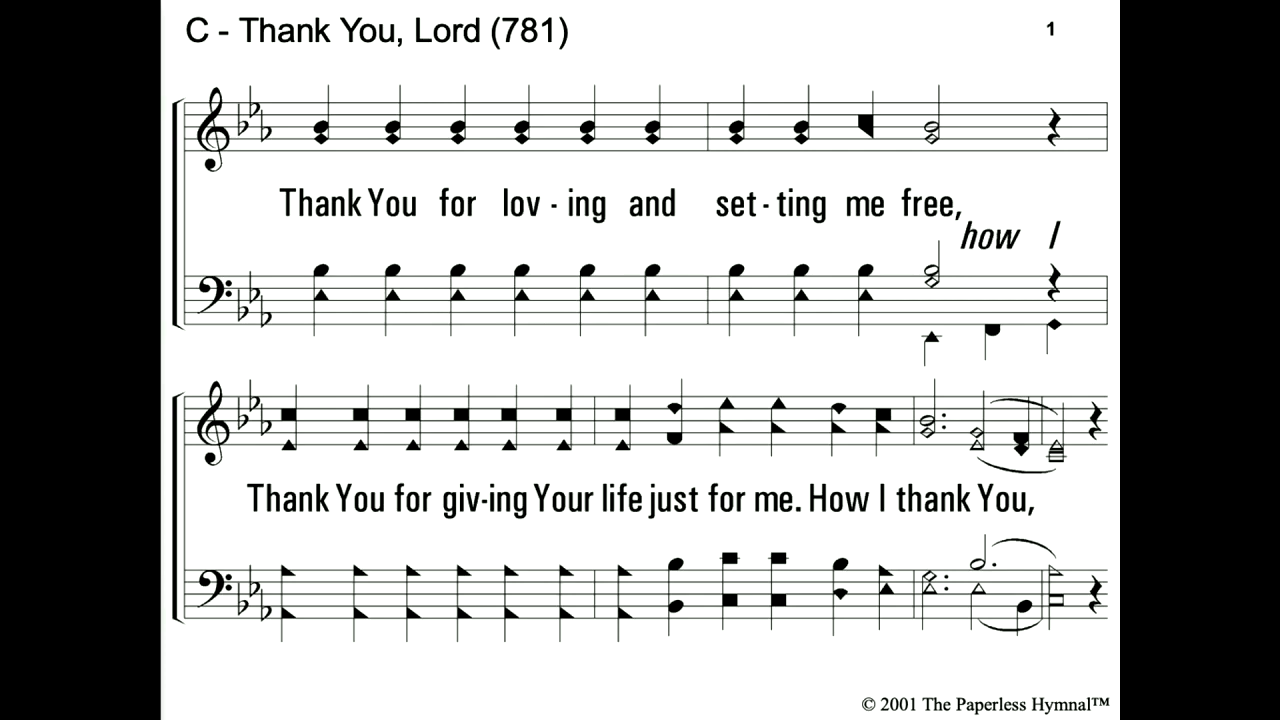 C - Thank You, Lord (781)
1
Thank You for lov - ing and set - ting me free,
how I
Thank You for giv-ing Your life just for me. How I thank You,
© 2001 The Paperless Hymnal™